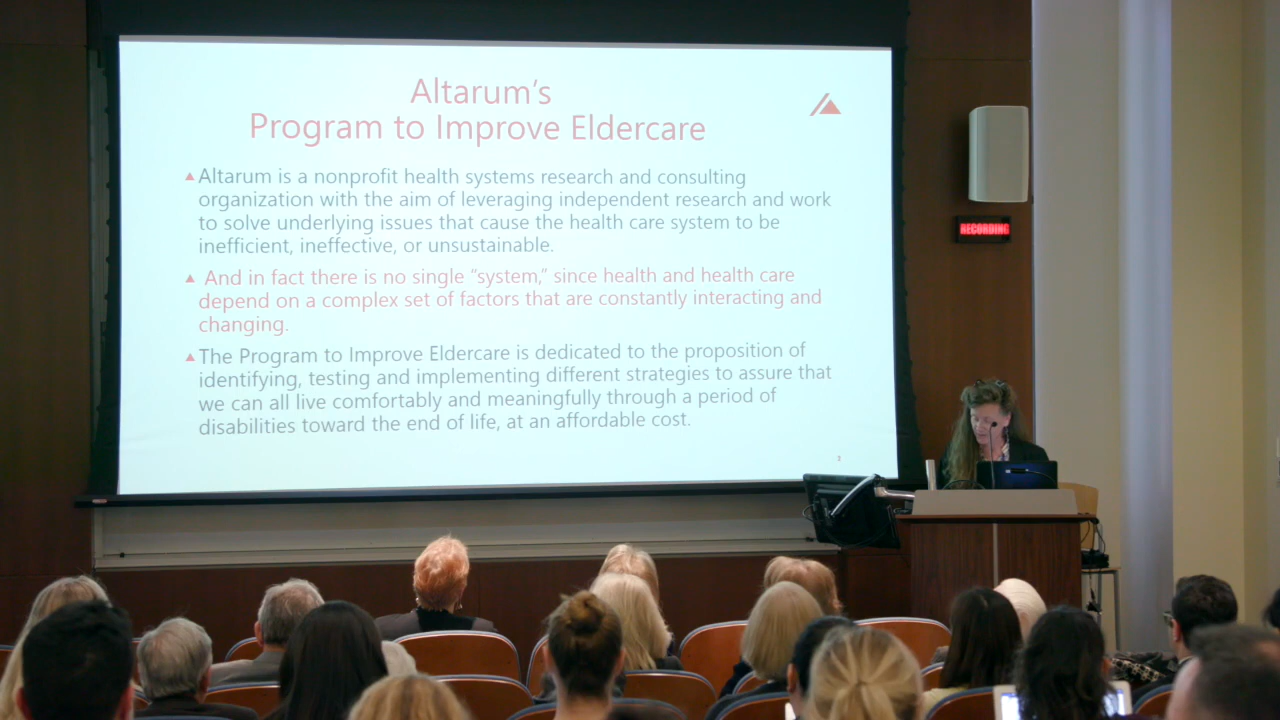 Altarum's
Program to Improve Eldercare
Altarum is a nonprofit health systems research and consulting
organization with the aim of leveraging independent research and work
to solve underlying issues that cause the health care system to be
inefficient, ineffective, or unsustainable.
And in fact there is no single "system," since health and health care
depend on a complex set of factors that are constantly interacting and
changing.
The Program to Improve Eldercare is dedicated to the proposition of
identifying, testing and implementing different strategies to assure that
we can all live comfortably and meaningfully through a period of
disabilities toward the end of life, at an affordable cost.
RECORDING